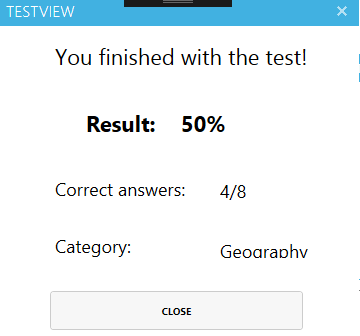 TESTVIEW
You finished with the test!
Result: 50%
Correct answers: 4/8
Category: Geography
CLOSE